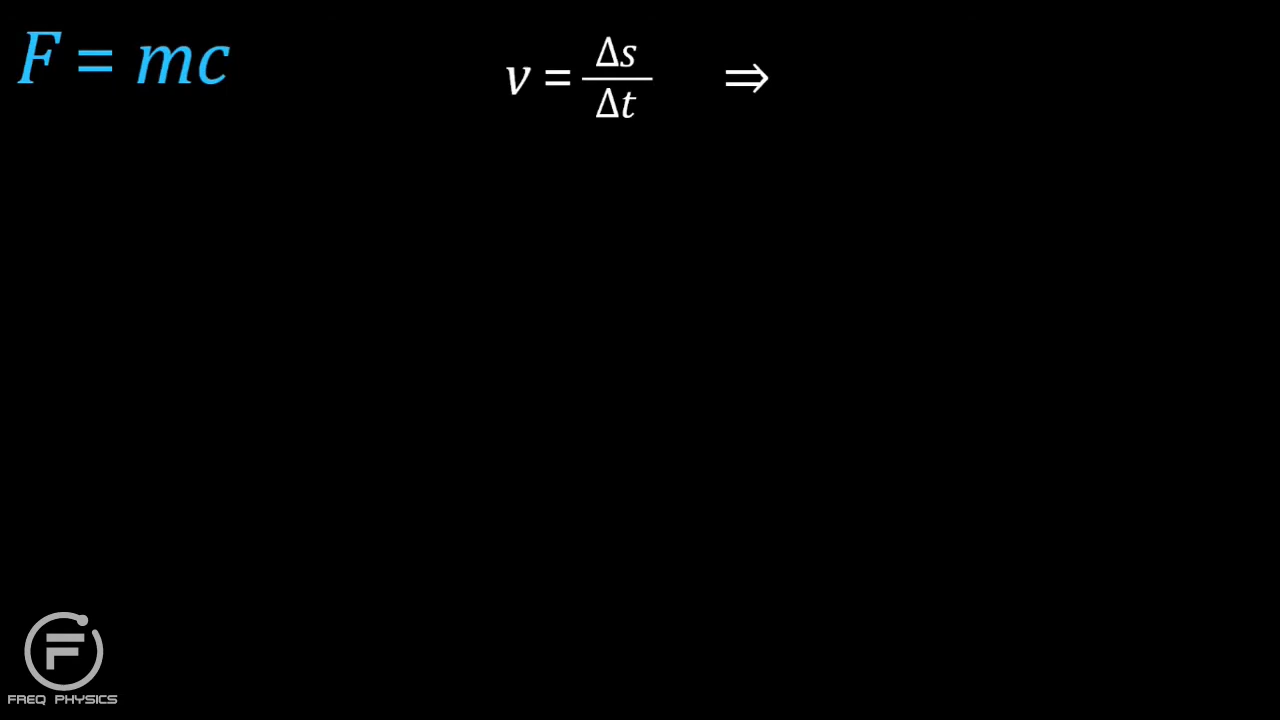 F = mc
v = Δs/Δt ⇒
FREQ PHYSICS